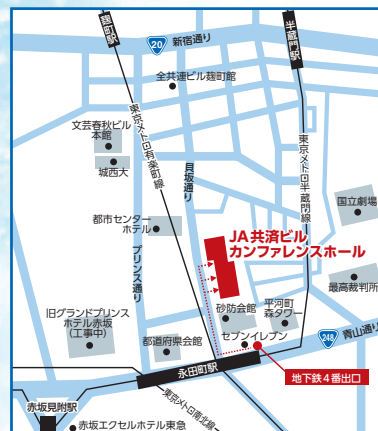 麹町駅
半蔵門駅
20
新宿通り
全共連ビル麹町館
文芸春秋ビル
本館
城西大
東京メトロ有楽町線
貝坂通り
東京メトロ半蔵門線
国立劇場
都市センター
ホテル
プリンス通り
JA共済ビル
カンファレンスホール
最高裁判所
旧グランドプリンス
ホテル赤坂
(工事中)
砂防会館
平河町
森タワー
都道府県会館
セブンイレブン
248
青山通り
永田町駅
地下鉄4番出口
赤坂見附駅
東京メトロ南北線
赤坂エクセルホテル東急